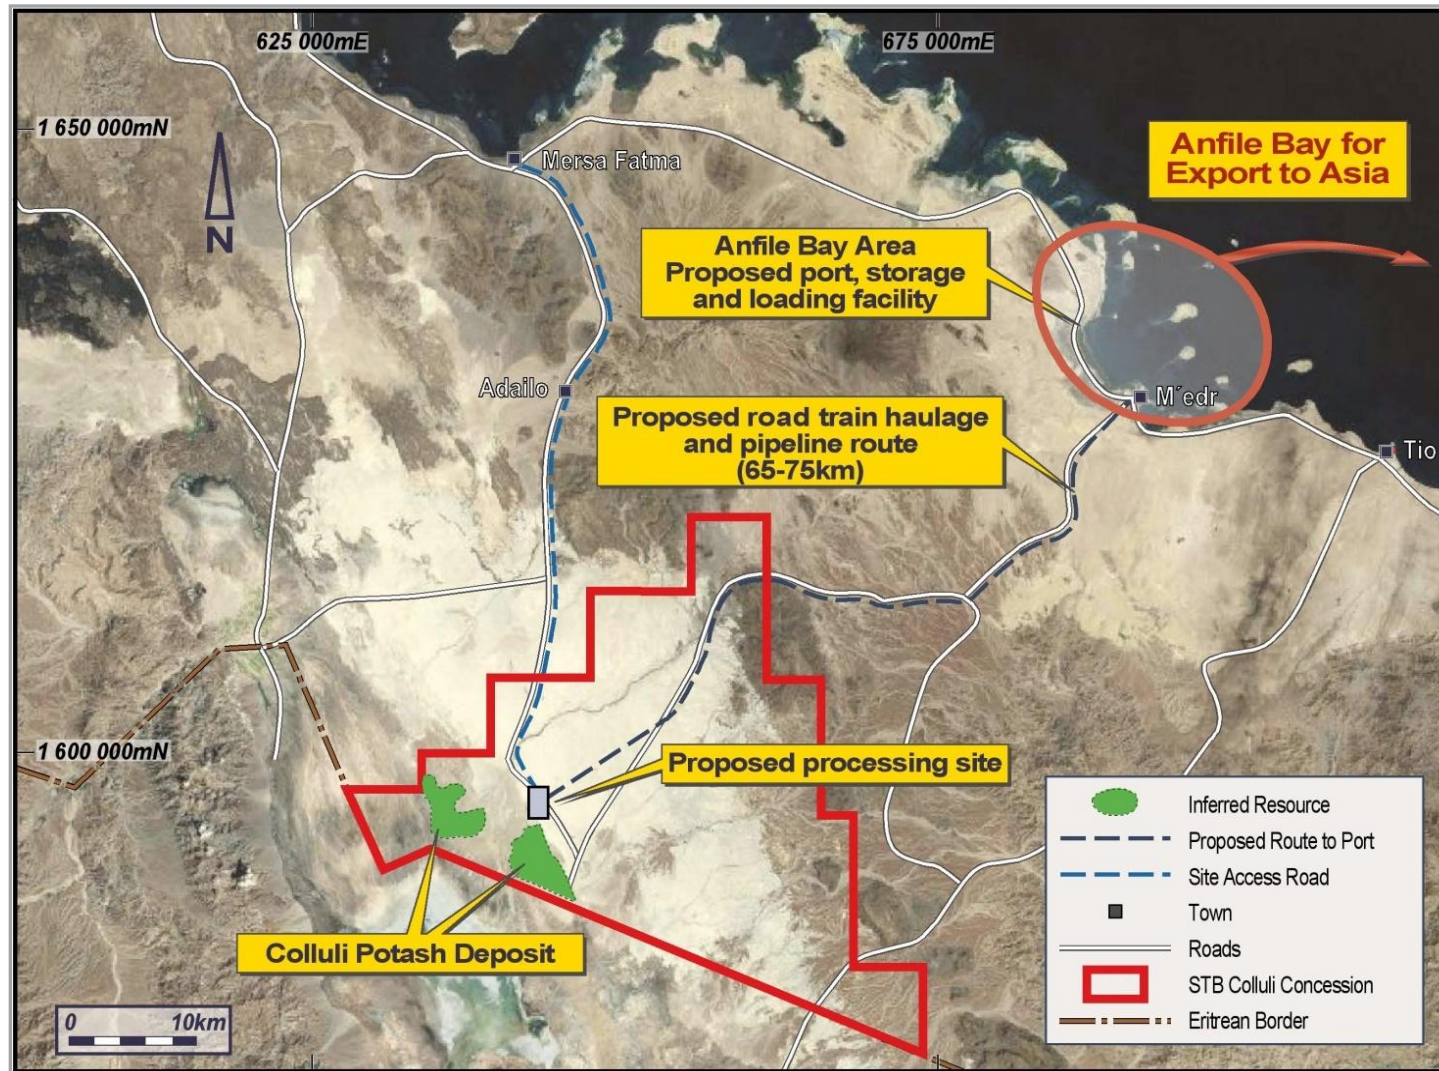 625 000mE
675 000mE
1 650 000mN
N
Mersa Fatma
Anfile Bay for
Export to Asia
Anfile Bay Area
Proposed port, storage
and loading facility
Adailo
M´edr
Proposed road train haulage
and pipeline route
(65-75km)
Tio
1 600 000mN
Proposed processing site
Colluli Potash Deposit
0 10km
Inferred Resource
Proposed Route to Port
Site Access Road
Town
Roads
STB Colluli Concession
Eritrean Border